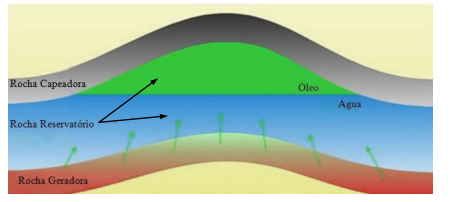 Rocha Capeadora
Óleo
Água
Rocha Reservatório
Rocha Geradora